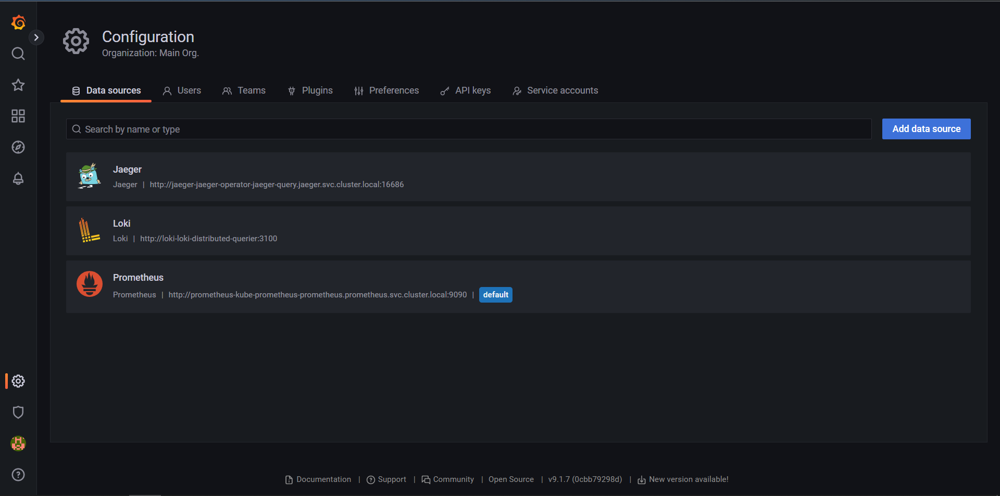 Configuration
Organization: Main Org.
Data sources Users Teams Plugins Preferences API keys Service accounts
Search by name or type Add data source
Jaeger
Jaeger | http://jaeger-jaeger-operator-jaeger-query.jaeger.svc.cluster.local:16686
Loki
Loki | http://loki-loki-distributed-querier:3100
Prometheus
Prometheus | http://prometheus-kube-prometheus-prometheus.prometheus.svc.cluster.local:9090 | default
Documentation | Support | Community | Open Source | v9.1.7 (0cbb79298d) | New version available!